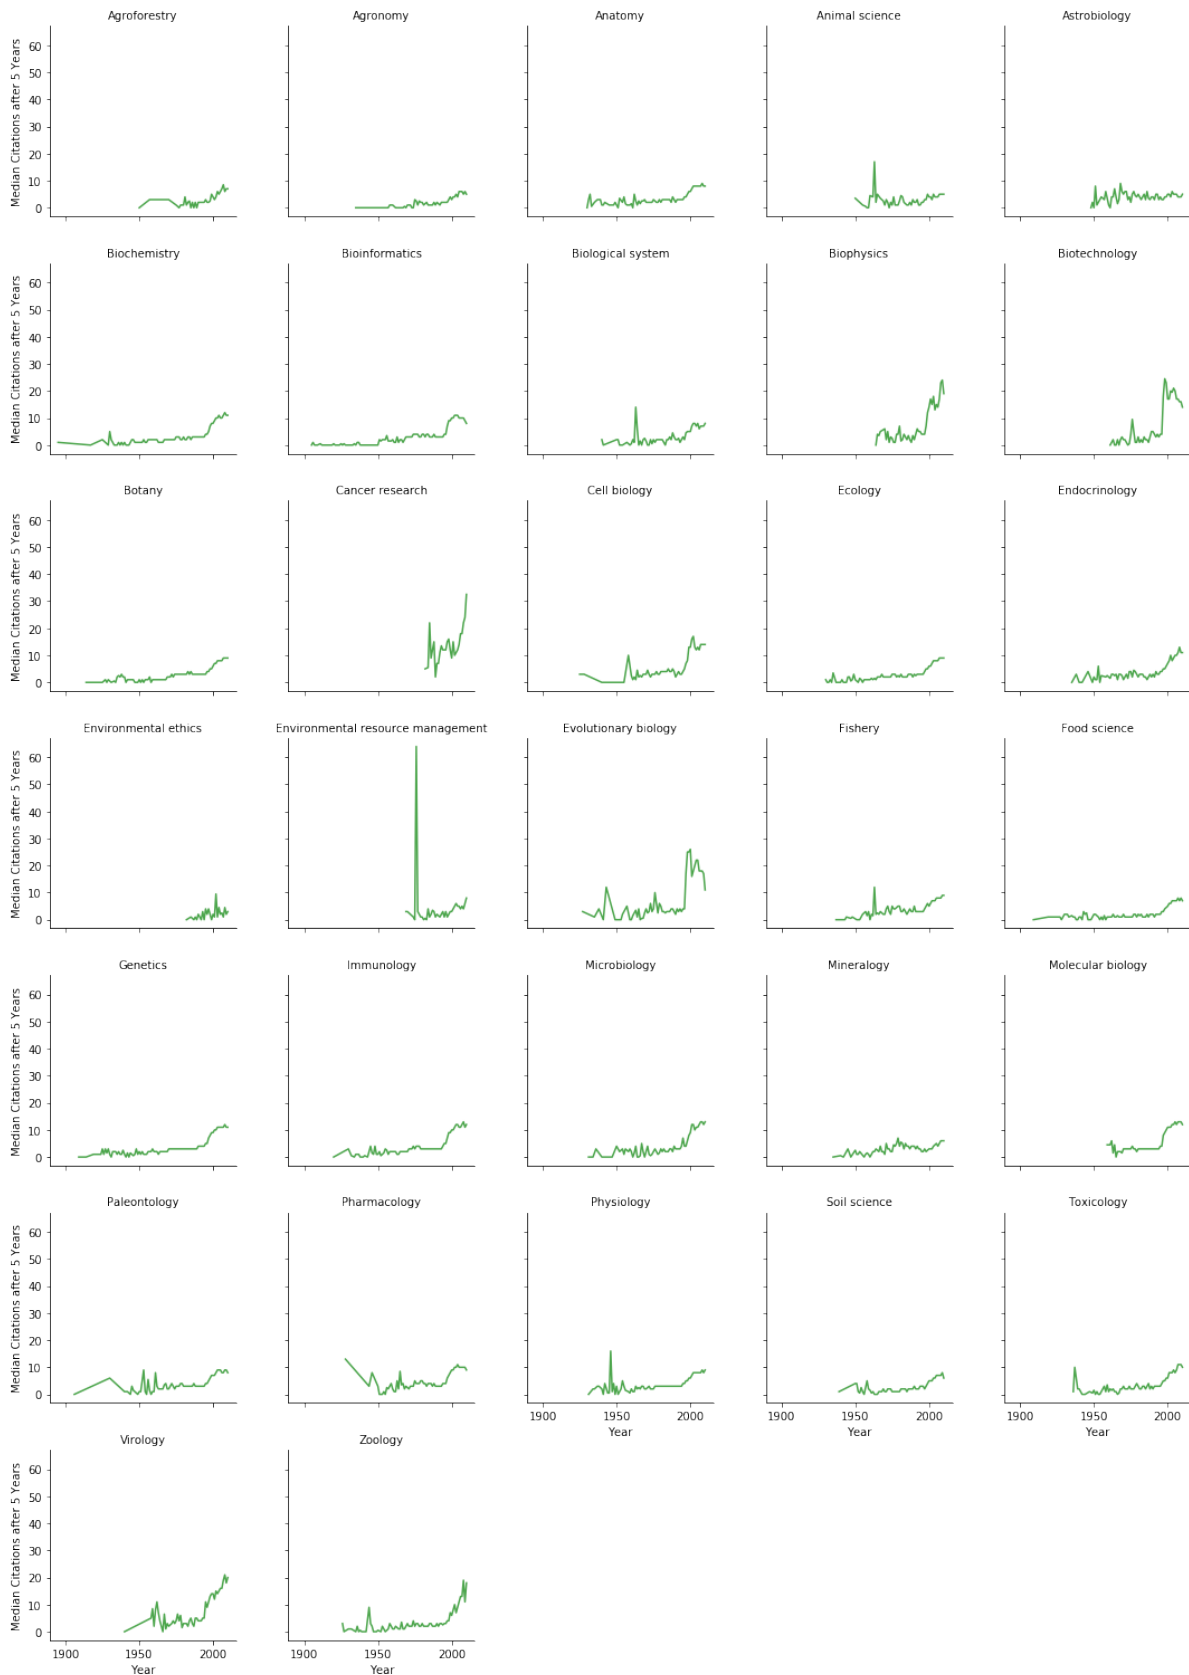 Agroforestry Agronomy Anatomy Animal science Astrobiology
Median Citations after 5 Years
60
50
40
30
20
10
0
Biochemistry Bioinformatics Biological system Biophysics Biotechnology
Median Citations after 5 Years
60
50
40
30
20
10
0
Botany Cancer research Cell biology Ecology Endocrinology
Median Citations after 5 Years
60
50
40
30
20
10
0
Environmental ethics Environmental resource management Evolutionary biology Fishery Food science
Median Citations after 5 Years
60
50
40
30
20
10
0
Genetics Immunology Microbiology Mineralogy Molecular biology
Median Citations after 5 Years
60
50
40
30
20
10
0
Paleontology Pharmacology Physiology Soil science Toxicology
Median Citations after 5 Years
60
50
40
30
20
10
0
1900 1950 2000 1900 1950 2000 1900 1950 2000
Year Year Year
Virology Zoology
Median Citations after 5 Years
60
50
40
30
20
10
0
1900 1950 2000 1900 1950 2000
Year Year